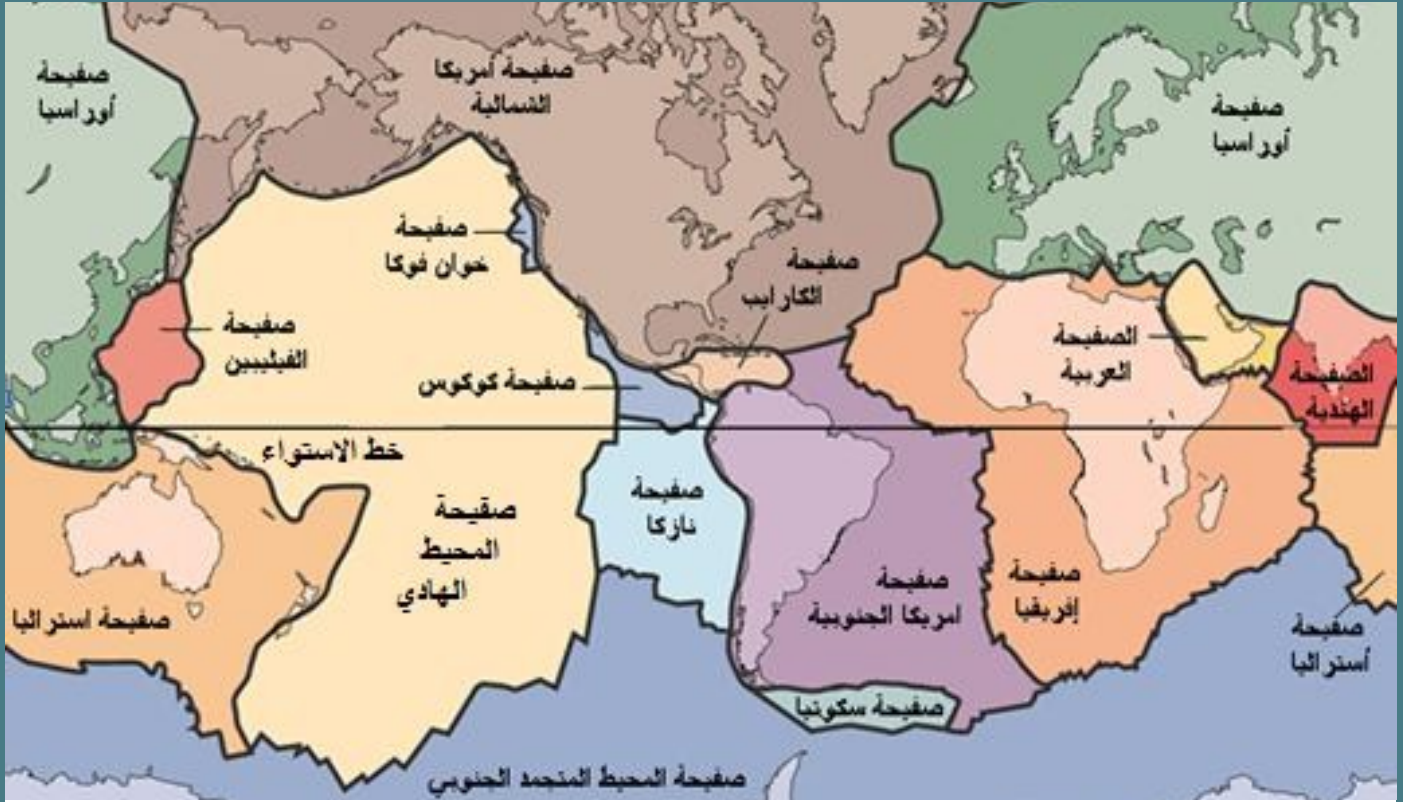 صفيحة
أوراسيا
صفيحة أمريكا
الشمالية
صفيحة
أوراسيا
صفيحة
خوان فوكا
صفيحة
الكارايب
صفيحة
الفيليبين
الصفيحة
العربية
الصفيحة
الهندية
صفيحة كوكوس
خط الاستواء
صفيحة
نازكا
صقيحة
المحيط
الهادي
صفيحة
امريكا الجنوبية
صفيحة
إفريقيا
صفيحة استراليا
صفيحة
أستراليا
صفيحة سكوتيا
صفيحة المحيط المتجمد الجنوبي